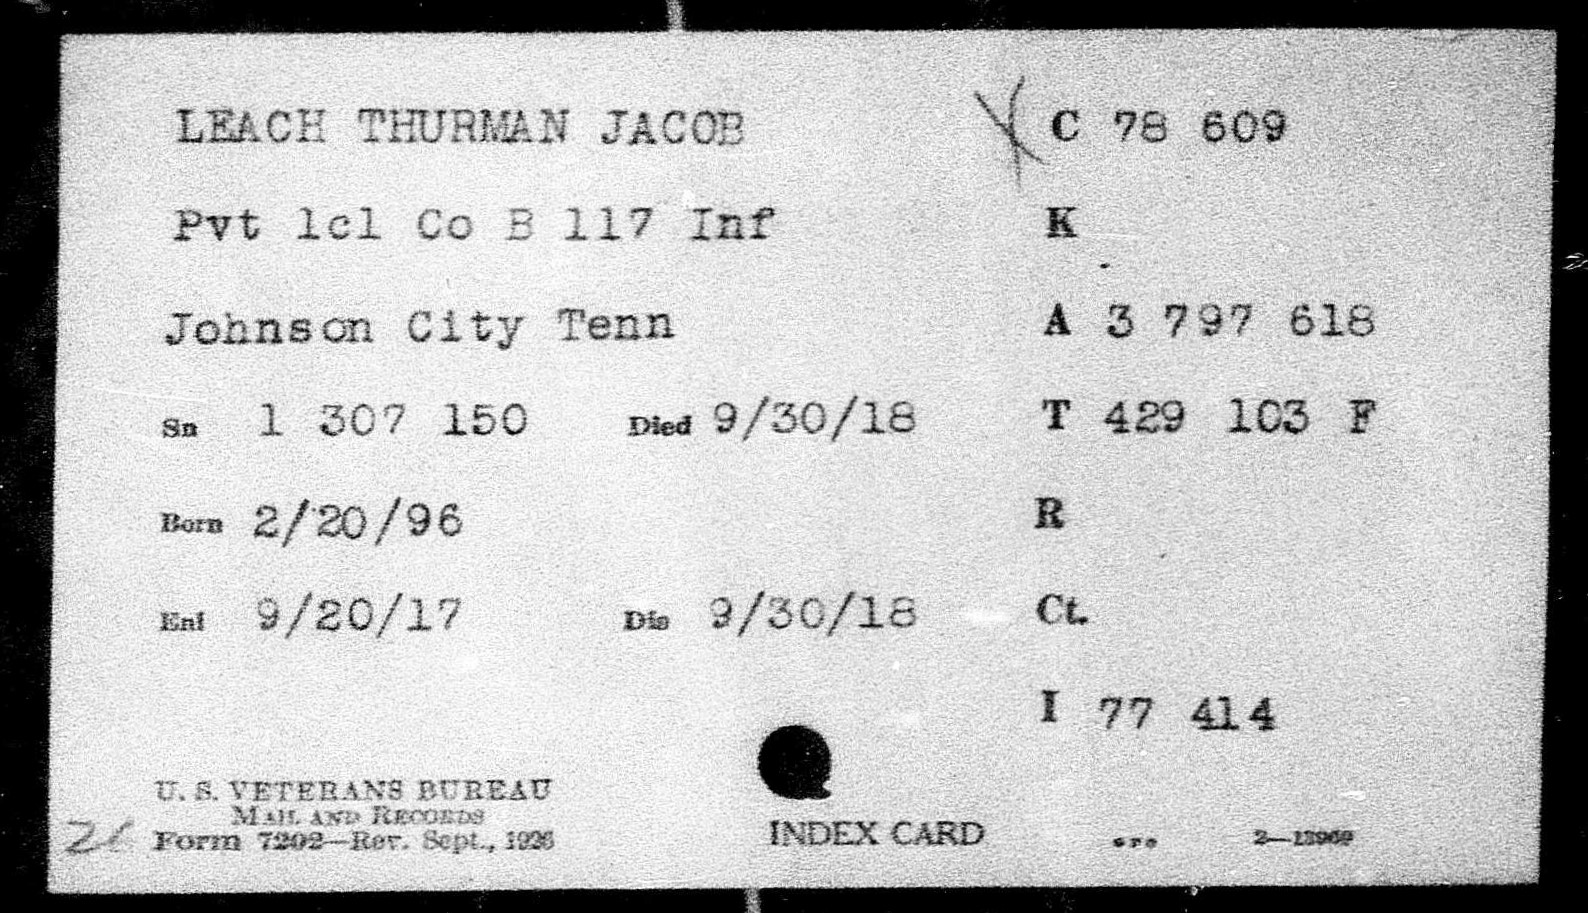 LEACH THURMAN JACOB C 78 609
Pvt 1cl Co B 117 Inf K
Johnson City Tenn A 3 797 618
Sn 1 307 150 Died 9/30/18 T 429 103 F
Born 2/20/96 R
Enl 9/20/17 Dis 9/30/18 Ct.
I 77 414
U. S. VETERANS BUREAU
MAIL AND RECORDS
Form 7202—Rev. Sept., 1926 INDEX CARD GPO